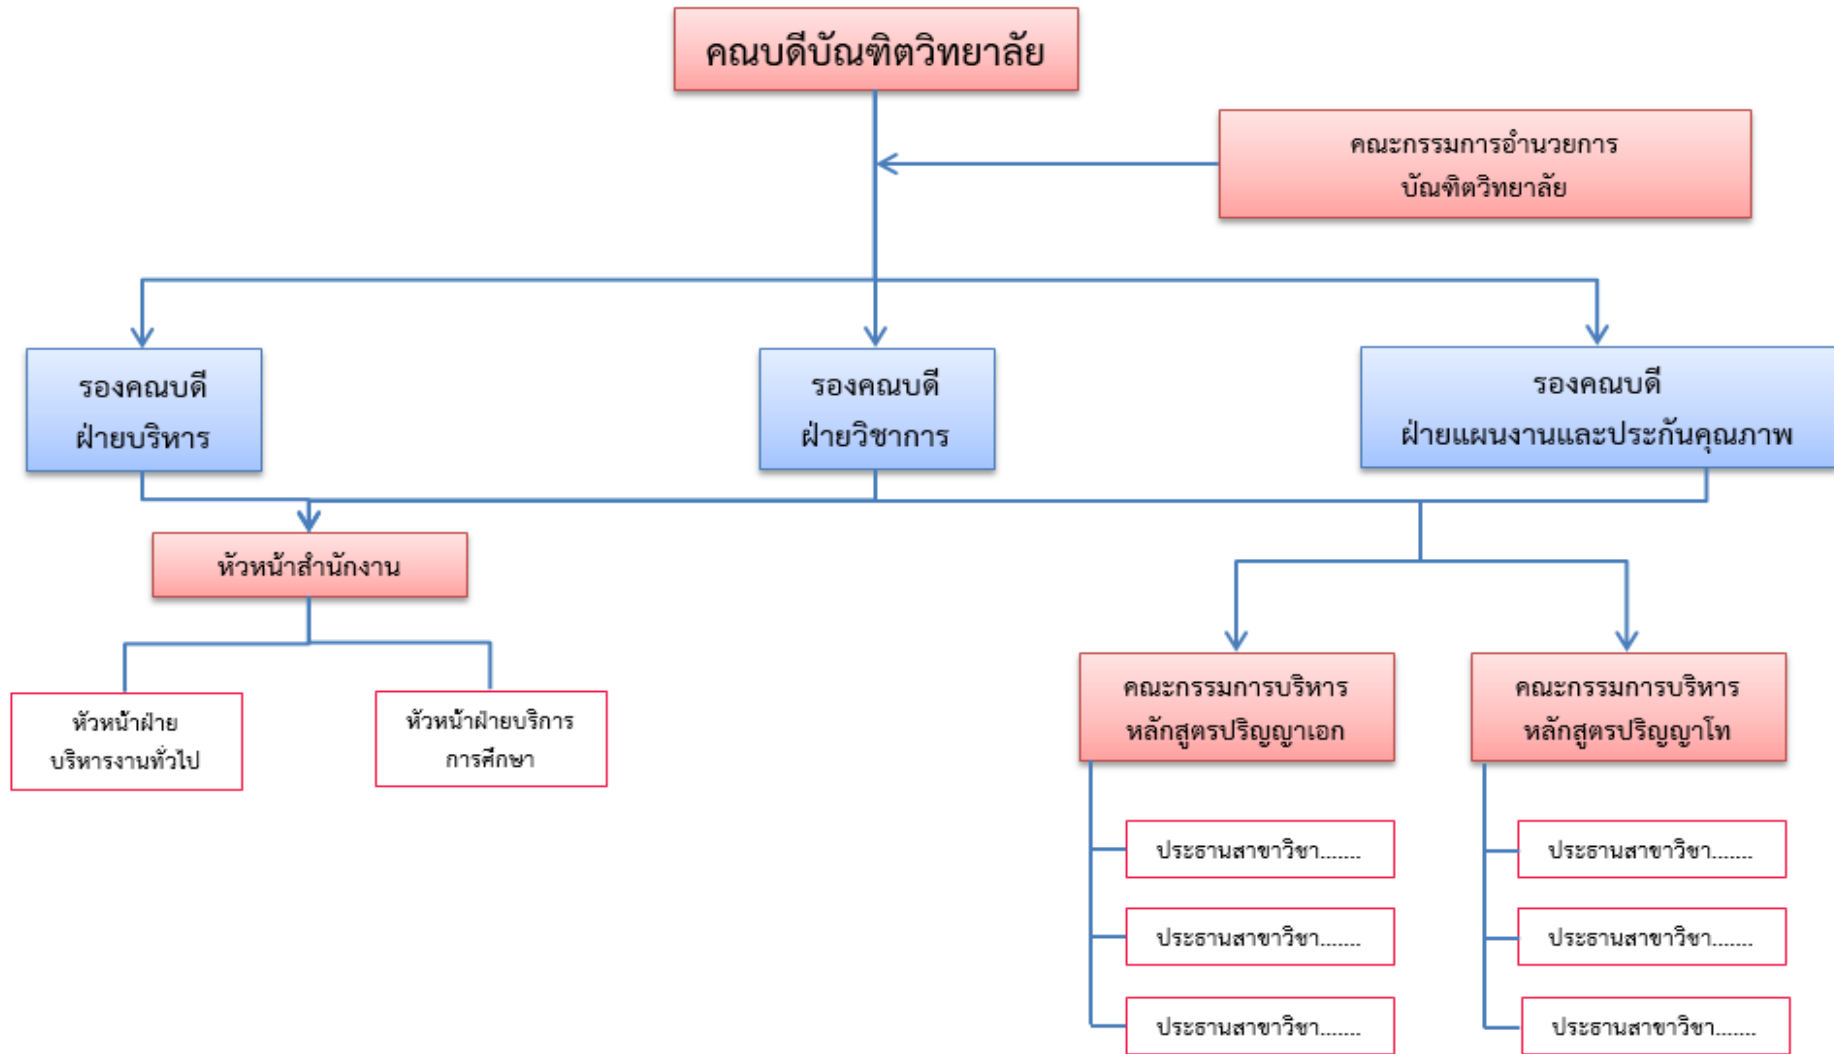 คณบดีบัณฑิตวิทยาลัย
คณะกรรมการอำนวยการ
บัณฑิตวิทยาลัย
รองคณบดี
ฝ่ายบริหาร
รองคณบดี
ฝ่ายวิชาการ
รองคณบดี
ฝ่ายแผนงานและประกันคุณภาพ
หัวหน้าสำนักงาน
หัวหน้าฝ่าย
บริหารงานทั่วไป
หัวหน้าฝ่ายบริการ
การศึกษา
คณะกรรมการบริหาร
หลักสูตรปริญญาเอก
คณะกรรมการบริหาร
หลักสูตรปริญญาโท
ประธานสาขาวิชา.......
ประธานสาขาวิชา.......
ประธานสาขาวิชา.......
ประธานสาขาวิชา.......
ประธานสาขาวิชา.......
ประธานสาขาวิชา.......